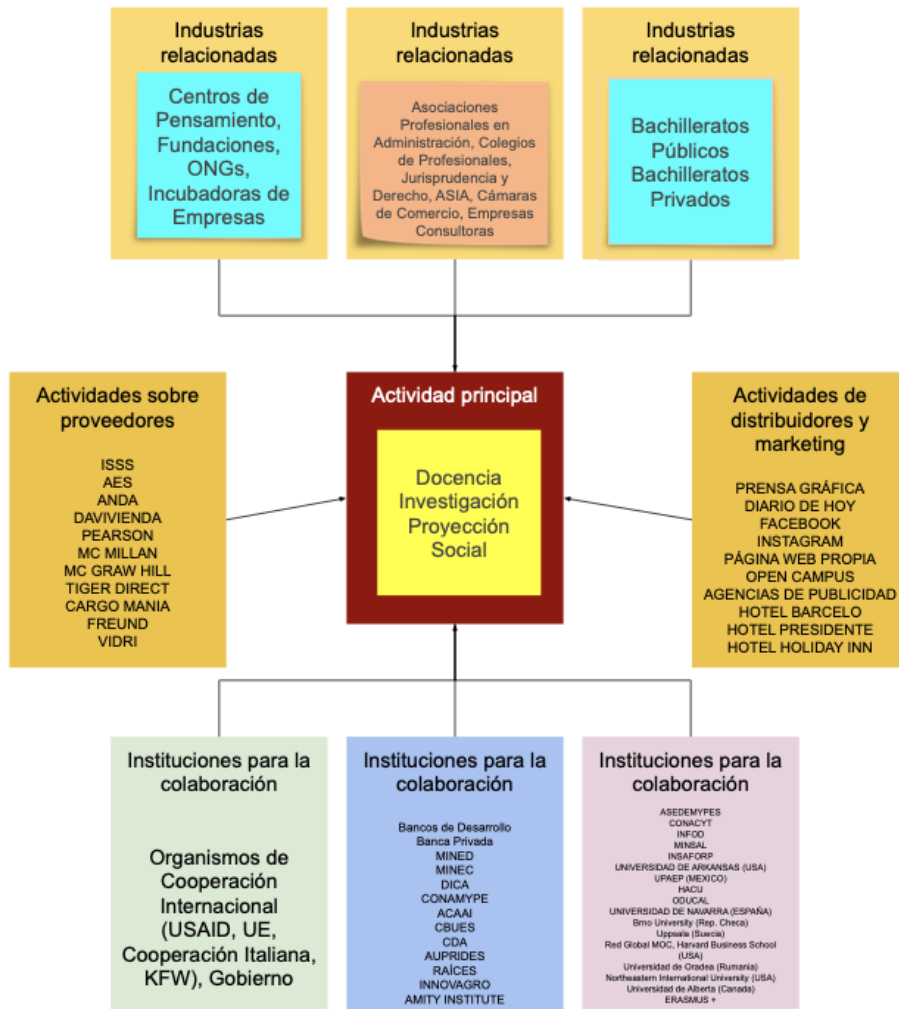 Industrias
relacionadas
Centros de
Pensamiento,
Fundaciones,
ONGs,
Incubadoras de
Empresas
Industrias
relacionadas
Asociaciones
Profesionales en
Administración, Colegios
de Profesionales,
Jurisprudencia y
Derecho, ASIA, Cámaras
de Comercio, Empresas
Consultoras
Industrias
relacionadas
Bachilleratos
Públicos
Bachilleratos
Privados
Actividades sobre
proveedores
ISSS
AES
ANDA
DAVIVIENDA
PEARSON
MC MILLAN
MC GRAW HILL
TIGER DIRECT
CARGO MANIA
FREUND
VIDRI
Actividad principal
Docencia
Investigación
Proyección
Social
Actividades de
distribuidores y
marketing
PRENSA GRÁFICA
DIARIO DE HOY
FACEBOOK
INSTAGRAM
PÁGINA WEB PROPIA
OPEN CAMPUS
AGENCIAS DE PUBLICIDAD
HOTEL BARCELO
HOTEL PRESIDENTE
HOTEL HOLIDAY INN
Instituciones para la
colaboración
Organismos de
Cooperación
Internacional
(USAID, UE,
Cooperación Italiana,
KFW), Gobierno
Instituciones para la
colaboración
Bancos de Desarrollo
Banca Privada
MINED
MINEC
DICA
CONAMYPE
ACAAI
CBUES
CDA
AUPRIDES
RAÍCES
INNOVAGRO
AMITY INSTITUTE
Instituciones para la
colaboración
ASEDEMYPES
CONACYT
INFOD
MINSAL
INSAFORP
UNIVERSIDAD DE ARKANSAS (USA)
UPAEP (MEXICO)
HACU
ODUCAL
UNIVERSIDAD DE NAVARRA (ESPAÑA)
Brno University (Rep. Checa)
Uppsala (Suecia)
Red Global MOC, Harvard Business School
(USA)
Universidad de Oradea (Rumania)
Northeastern International University (USA)
Universidad de Alberta (Canada)
ERASMUS +